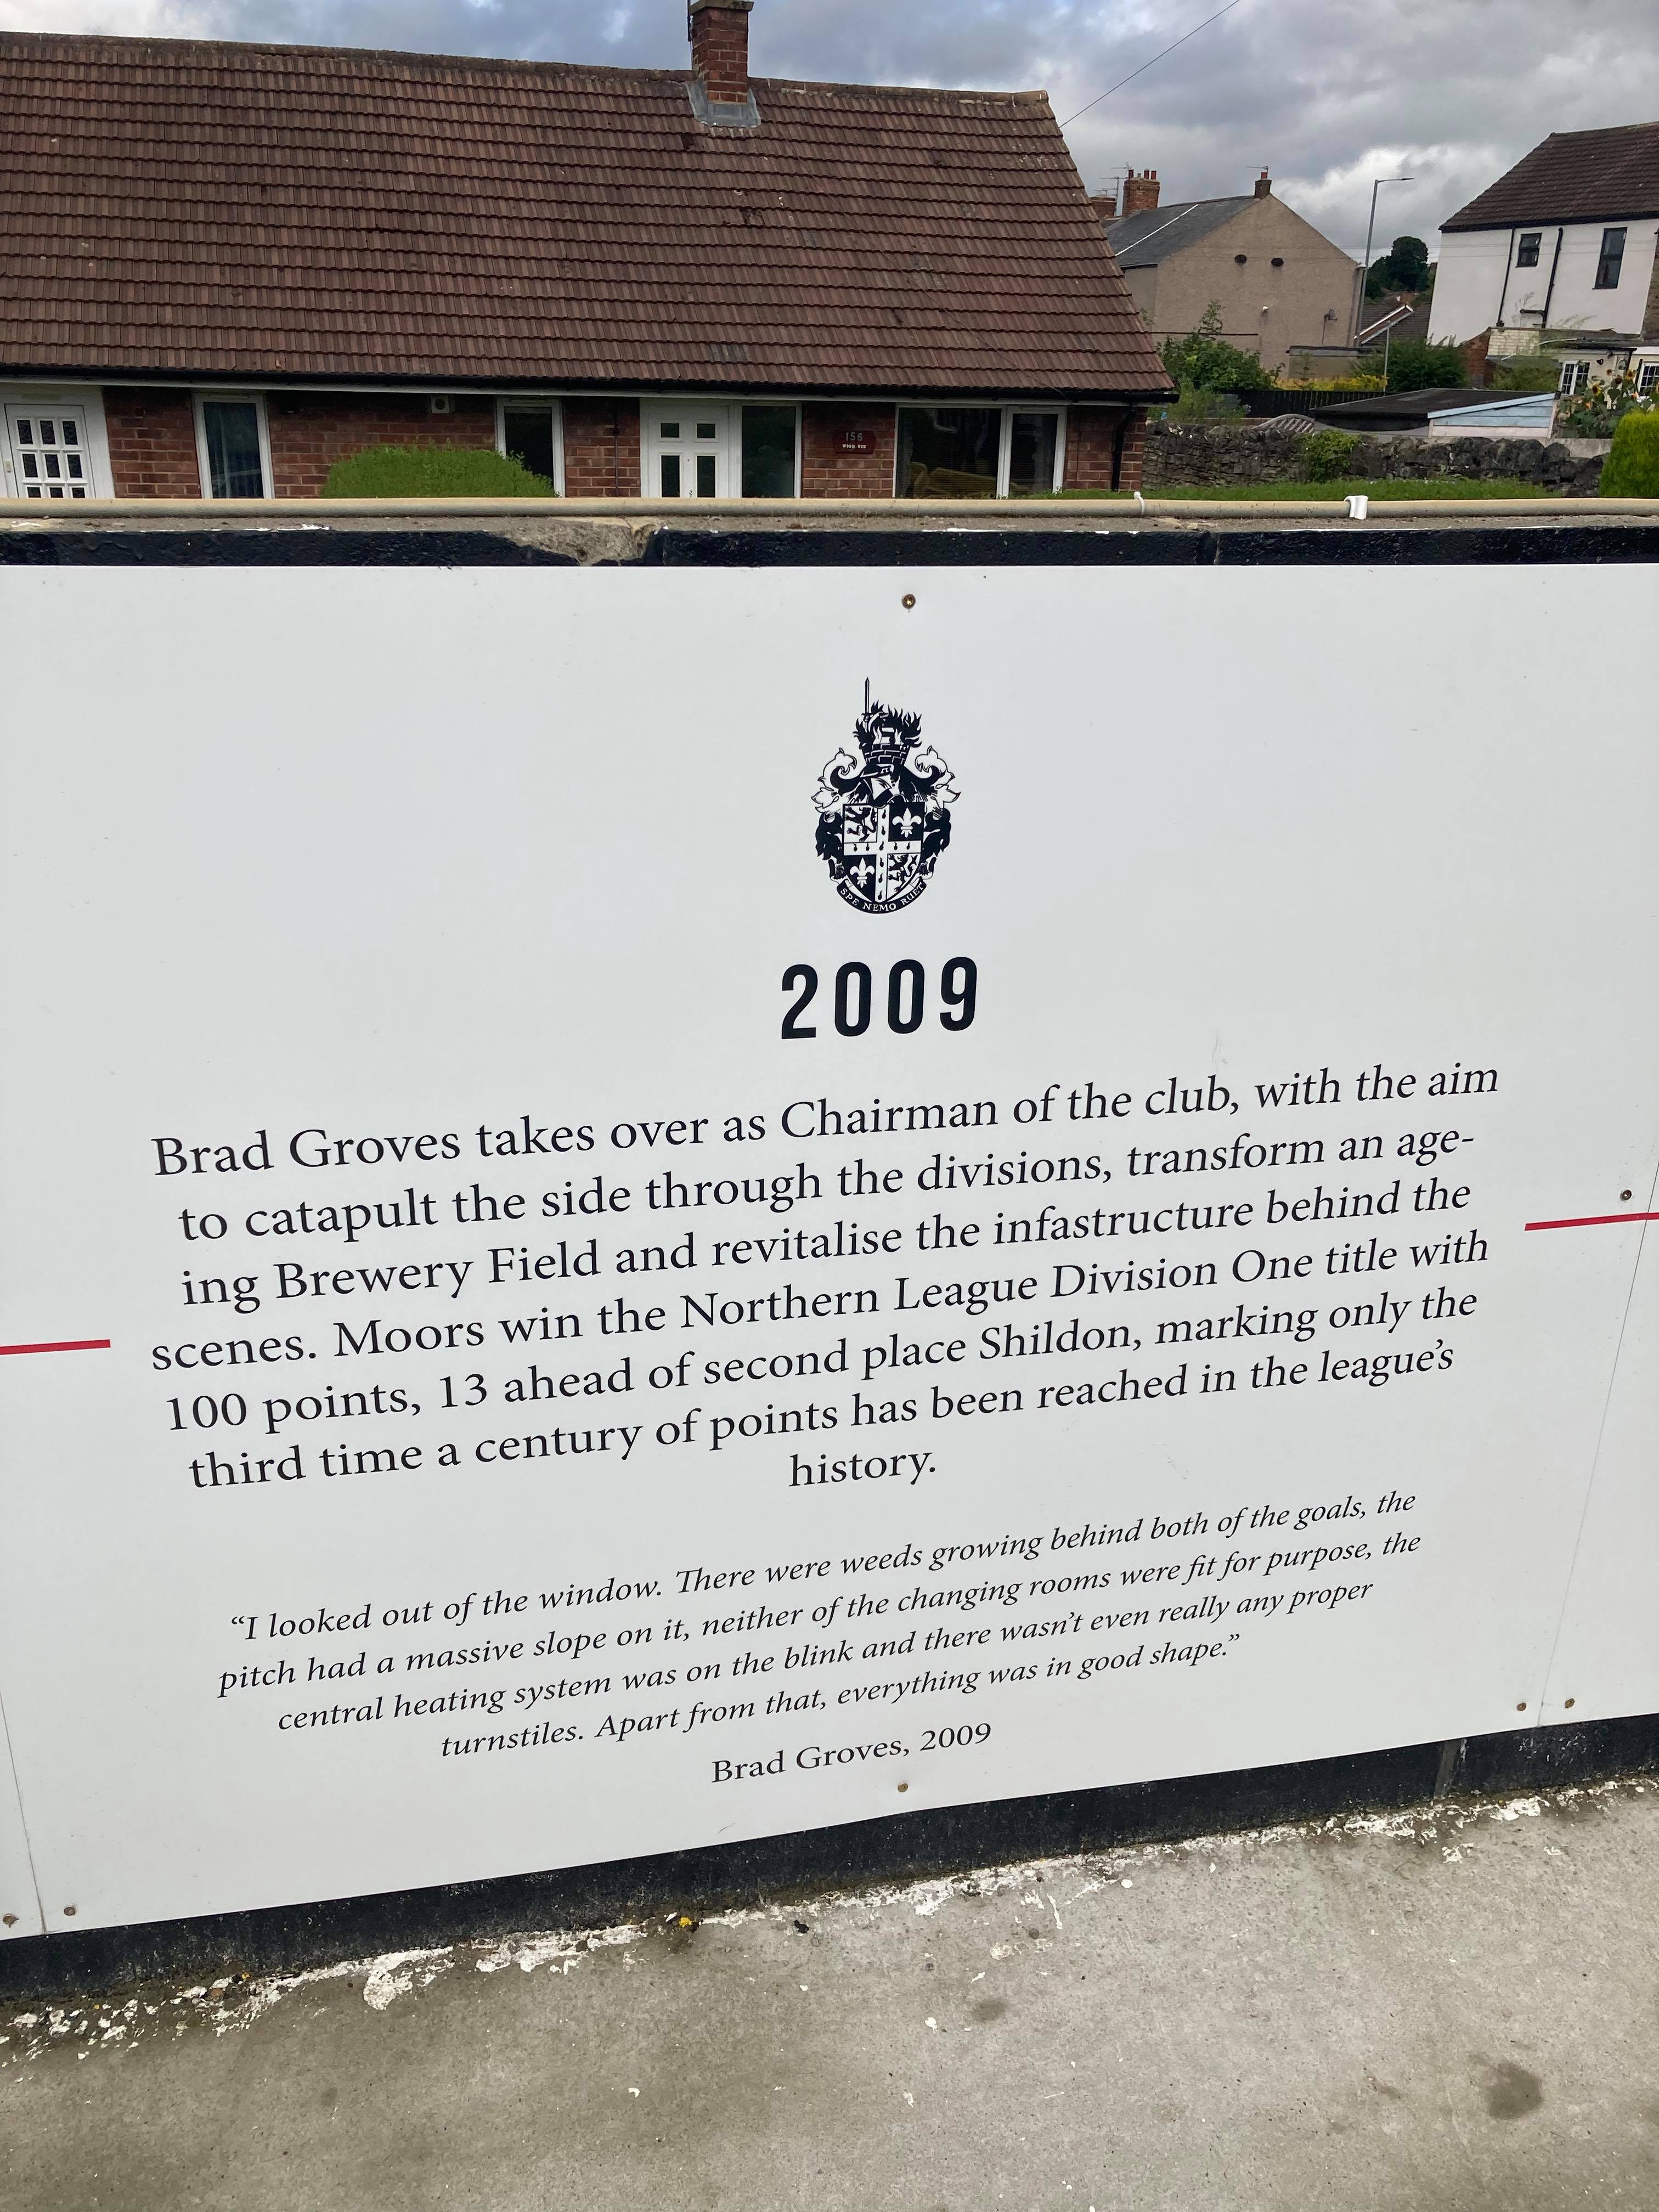 156
SPE NEMO RUET
2009
Brad Groves takes over as Chairman of the club, with the aim
to catapult the side through the divisions, transform an age-
ing Brewery Field and revitalise the infastructure behind the
scenes. Moors win the Northern League Division One title with
100 points, 13 ahead of second place Shildon, marking only the
third time a century of points has been reached in the league’s
history.
“I looked out of the window. There were weeds growing behind both of the goals, the
pitch had a massive slope on it, neither of the changing rooms were fit for purpose, the
central heating system was on the blink and there wasn’t even really any proper
turnstiles. Apart from that, everything was in good shape.”
Brad Groves, 2009